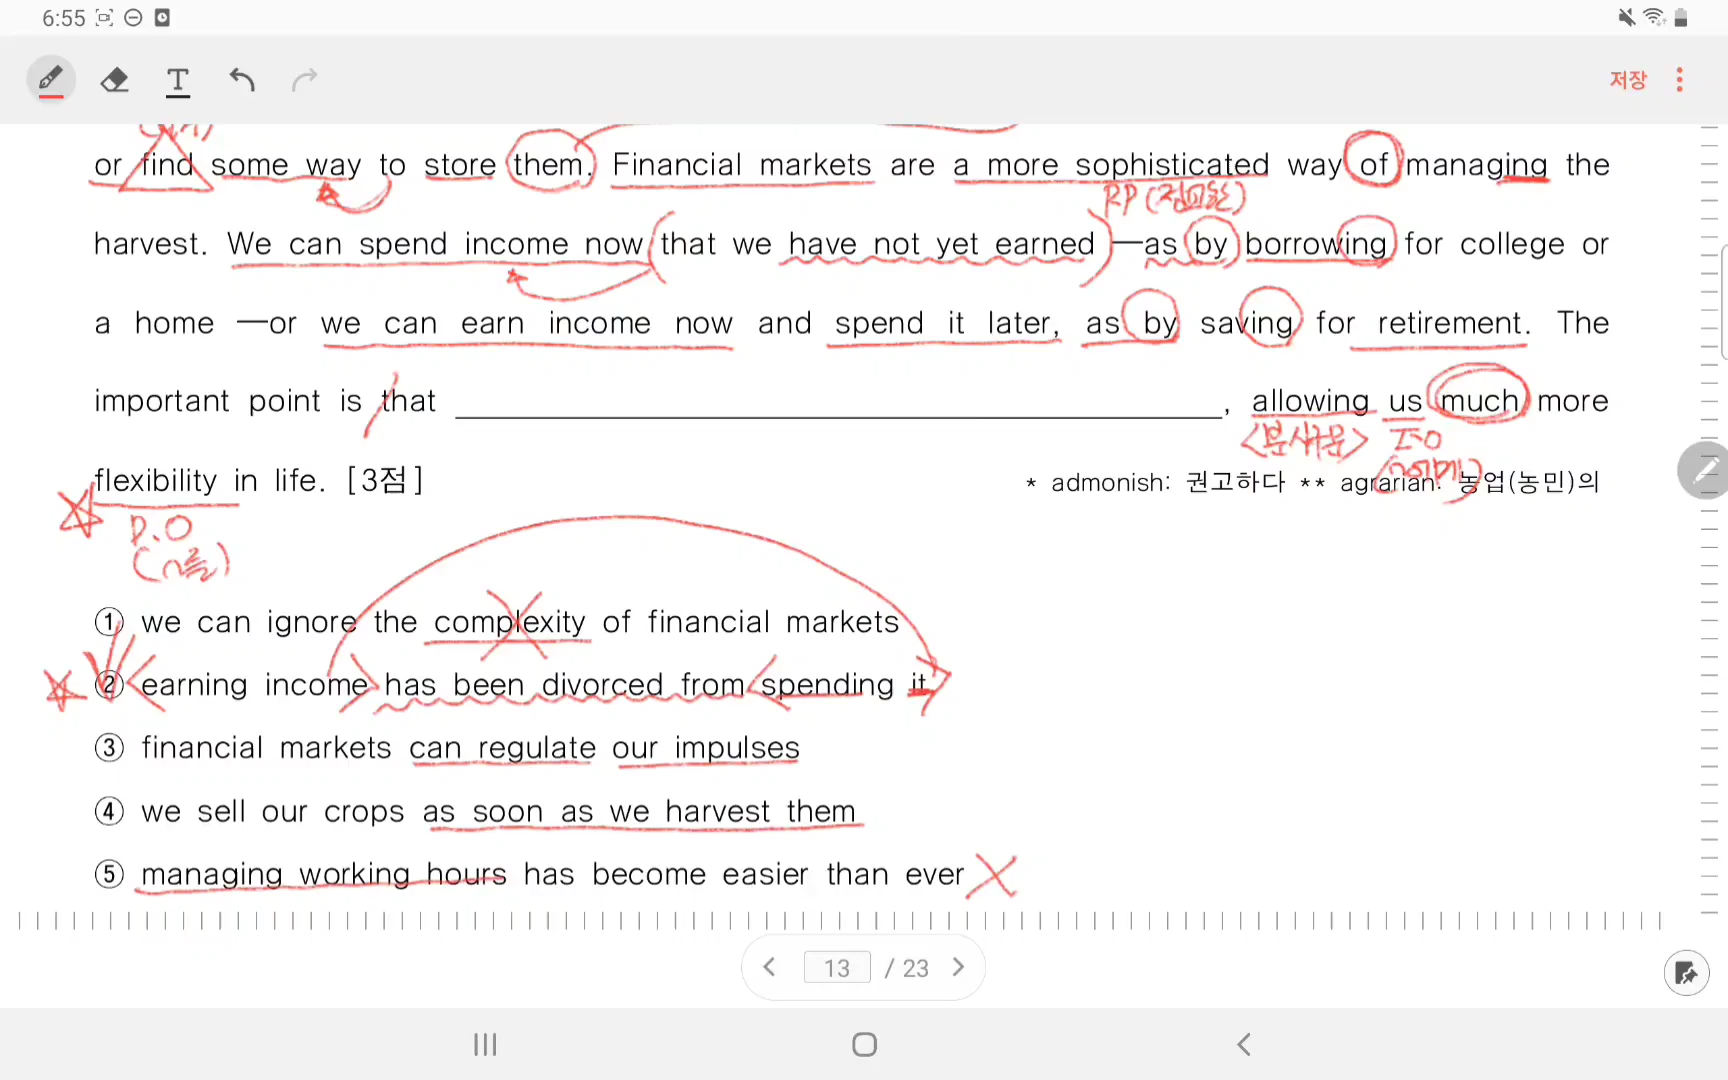 6:55
T
저장
or find some way to store them. Financial markets are a more sophisticated way of managing the
RP
harvest. We can spend income now that we have not yet earned —as by borrowing for college or
a home —or we can earn income now and spend it later, as by saving for retirement. The
important point is that ______, allowing us much more
<분사구문> I·O
flexibility in life. [3점] * admonish: 권고하다 ** agrarian: 농업(농민)의
D.O
(~를)
① we can ignore the complexity of financial markets
② earning income has been divorced from spending it
③ financial markets can regulate our impulses
④ we sell our crops as soon as we harvest them
⑤ managing working hours has become easier than ever
13 / 23